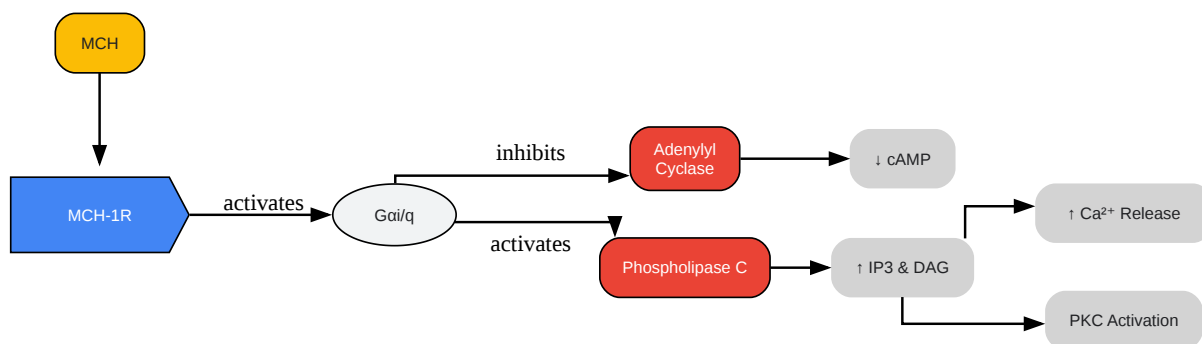 MCH
MCH-1R
activates
Gαi/q
inhibits
activates
Adenylyl
Cyclase
↓ cAMP
Phospholipase C
↑ IP3 & DAG
↑ Ca²⁺ Release
PKC Activation